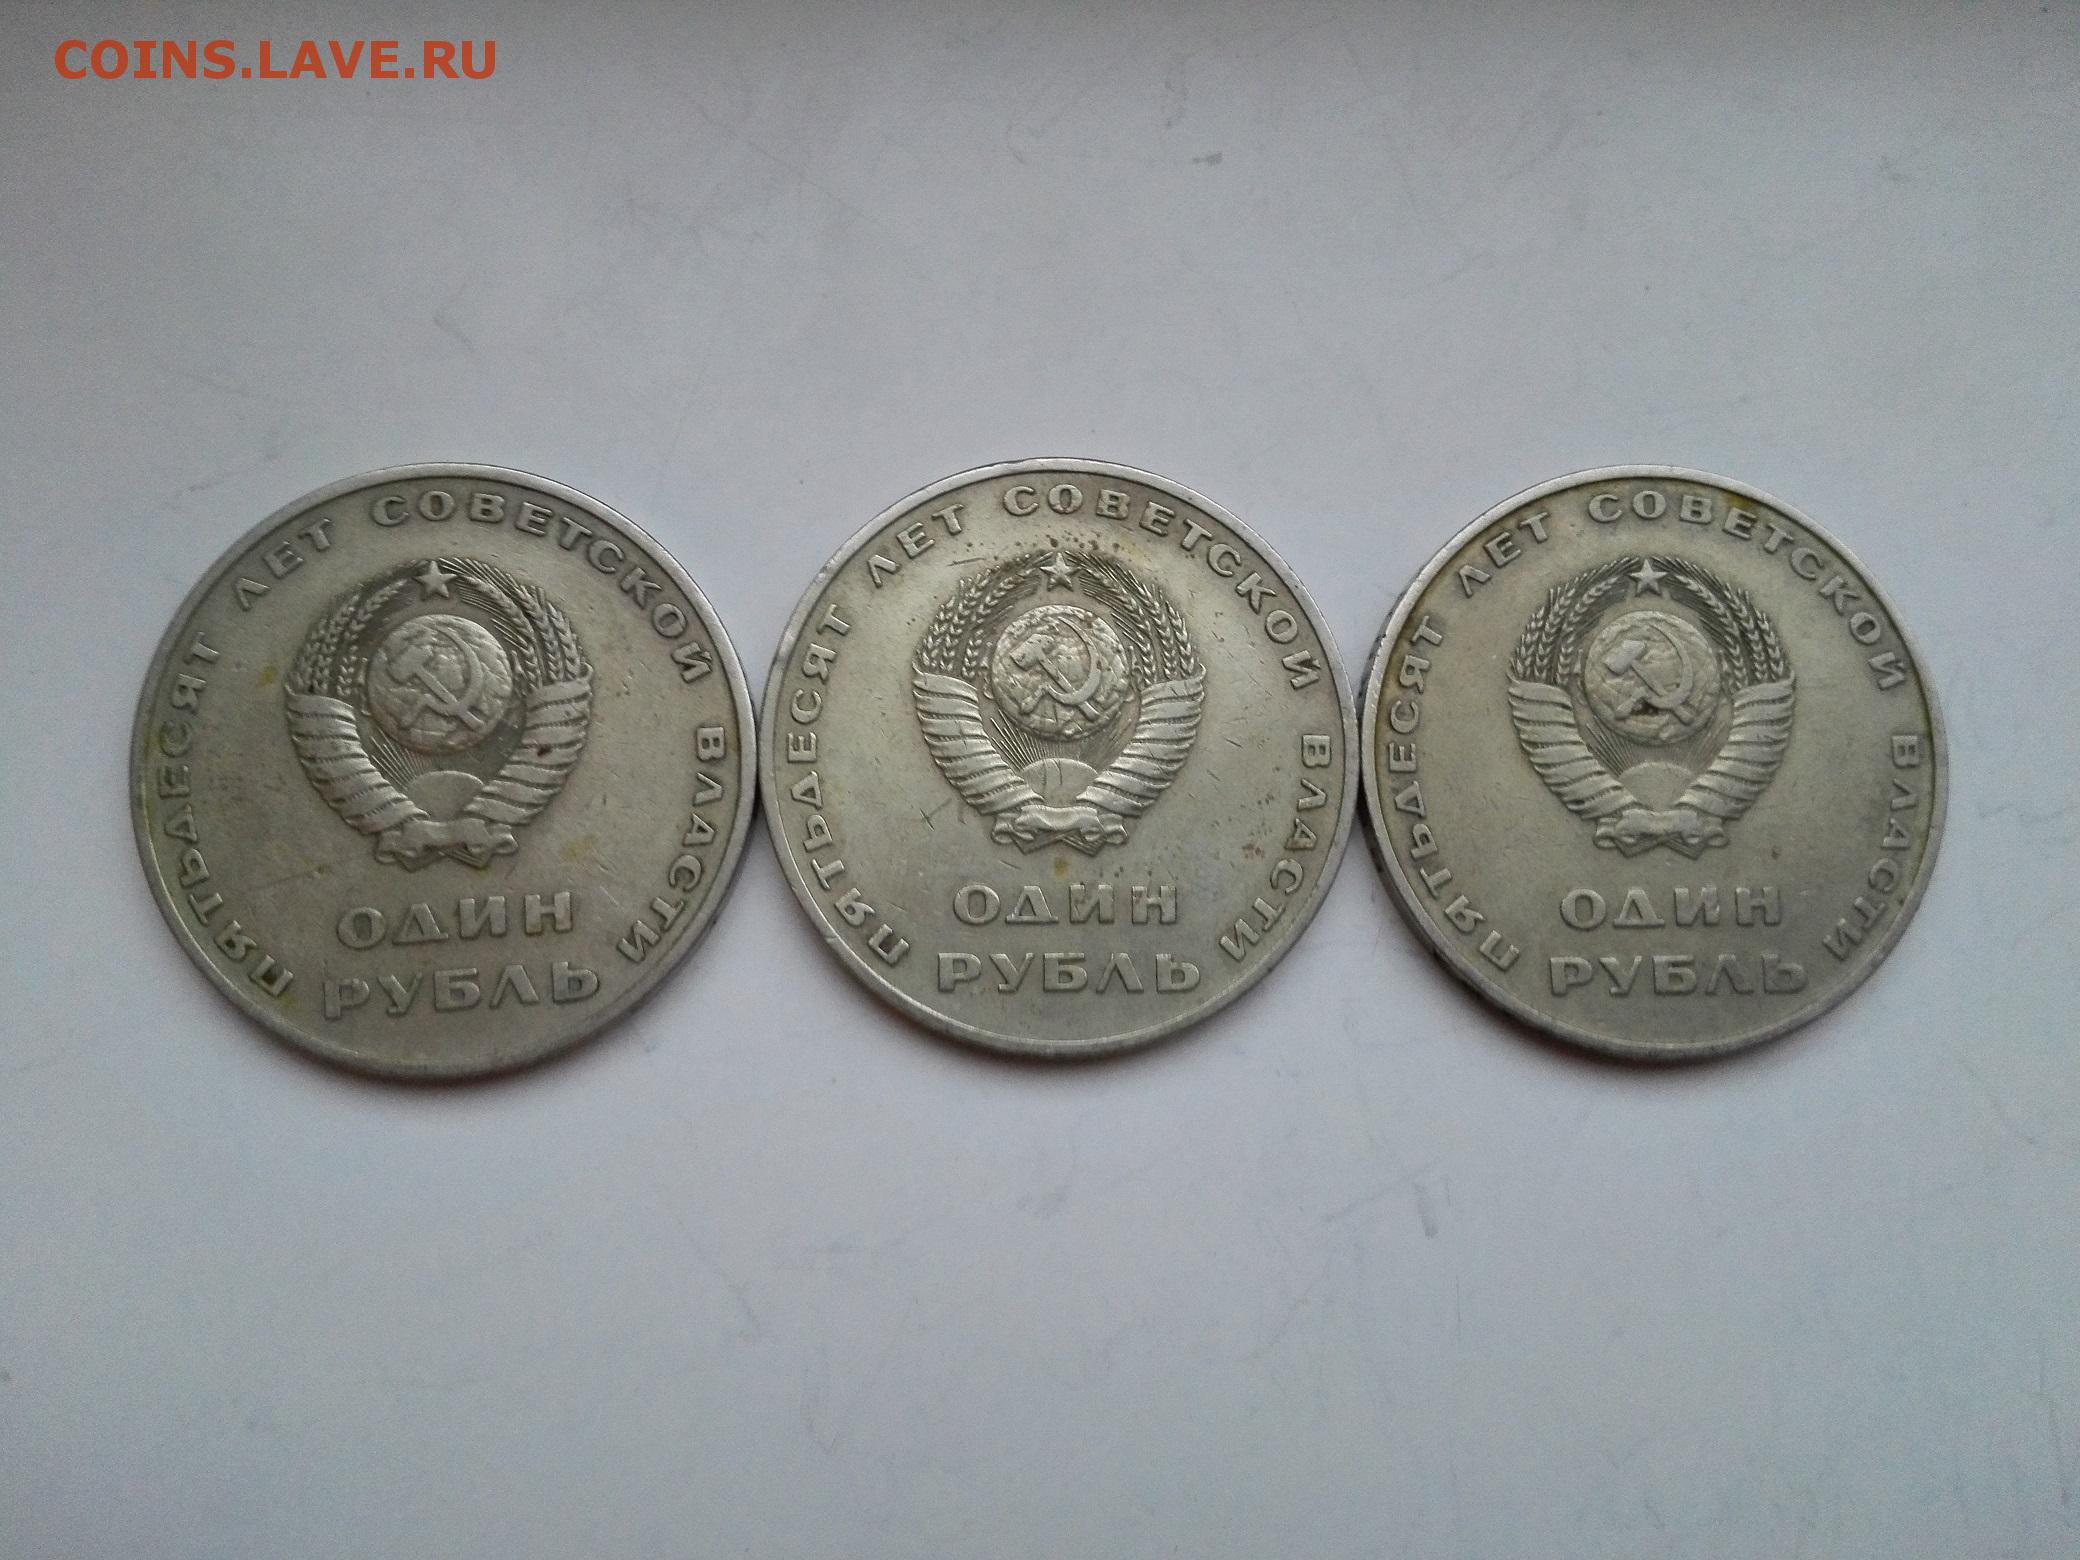 COINS.LAVE.RU
ПЯТЬДЕСЯТ ЛЕТ СОВЕТСКОЙ ВЛАСТИ
ОДИН
РУБЛЬ
ПЯТЬДЕСЯТ ЛЕТ СОВЕТСКОЙ ВЛАСТИ
ОДИН
РУБЛЬ
ПЯТЬДЕСЯТ ЛЕТ СОВЕТСКОЙ ВЛАСТИ
ОДИН
РУБЛЬ